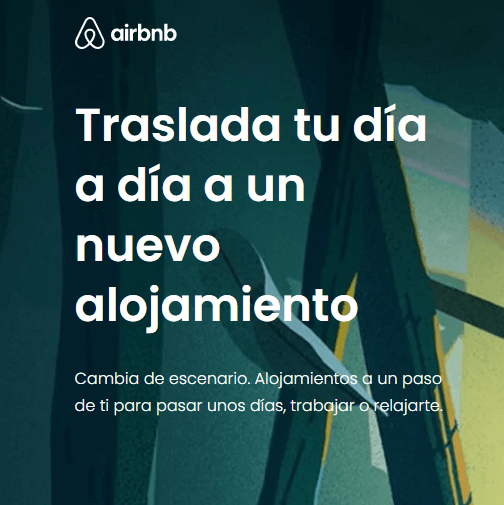 airbnb
Traslada tu día
a día a un
nuevo
alojamiento
Cambia de escenario. Alojamientos a un paso
de ti para pasar unos días, trabajar o relajarte.